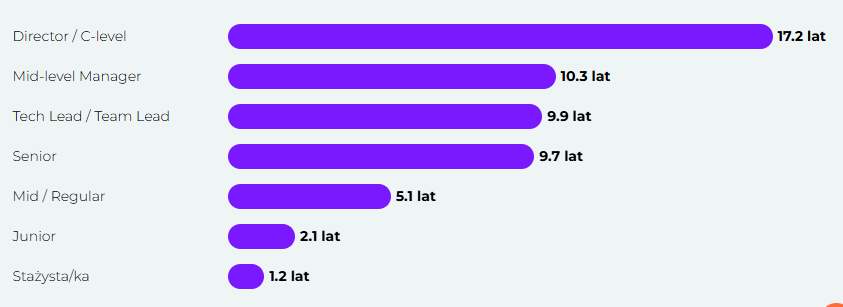 Director / C-level 17.2 lat
Mid-level Manager 10.3 lat
Tech Lead / Team Lead 9.9 lat
Senior 9.7 lat
Mid / Regular 5.1 lat
Junior 2.1 lat
Stażysta/ka 1.2 lat